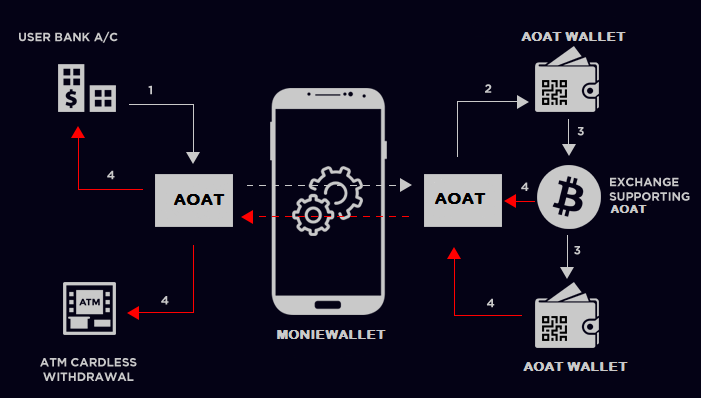 USER BANK A/C
AOAT WALLET
$
1
2
3
4
AOAT
AOAT
4
EXCHANGE
SUPPORTING
AOAT
3
ATM
4
4
MONIEWALLET
ATM CARDLESS
WITHDRAWAL
AOAT WALLET